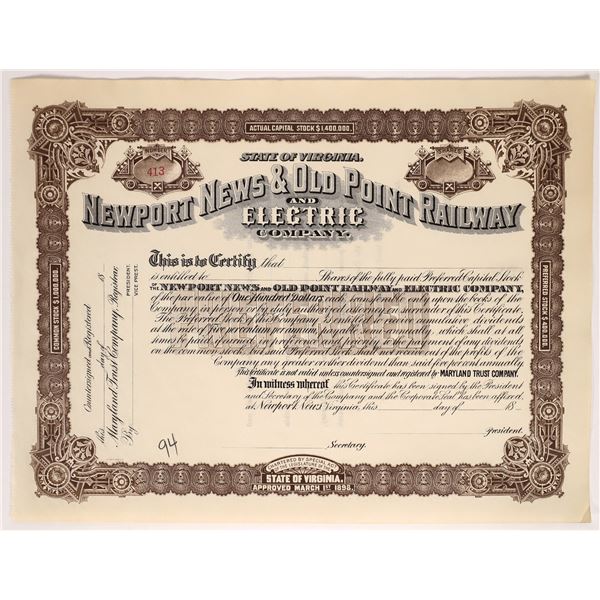 ACTUAL CAPITAL STOCK $1,400,000.
NUMBER
413
STATE OF VIRGINIA.
NEWPORT NEWS & OLD POINT RAILWAY
AND
ELECTRIC
COMPANY.
COMMON STOCK $1,000,000.
PREFERRED STOCK $400,000.
This is to Certify that
is entitled to Shares of the fully paid Preferred Capital Stock
OF THE NEWPORT NEWS AND OLD POINT RAILWAY AND ELECTRIC COMPANY,
of the par value of One Hundred Dollars each, transferable only upon the books of the
Company in person or by duly authorized attorney on surrender of this Certificate.
The Preferred Stock of this Company is entitled to receive cumulative dividends
at the rate of Five per cent per annum, payable semi-annually, which shall at all
times be paid, if earned, before and in priority to the payment of any dividend
on the common stock, but said Preferred Stock shall not receive out of the profits of the
Company any greater or other dividend than said five per cent annually.
This Certificate is not valid unless countersigned and registered by MARYLAND TRUST COMPANY.
In witness whereof this Certificate has been signed by the President
and Secretary of the Company and the Corporate Seal has been affixed,
at Newport News Virginia, this day of 18
President.
Secretary.
Countersigned and Registered
this day of 18
Maryland Trust Company, Registrar
By
PRESIDENT.
VICE PREST.
94
CHARTERED BY SPECIAL ACT
OF THE LEGISLATURE OF THE
STATE OF VIRGINIA.
APPROVED MARCH 1ST 1898.